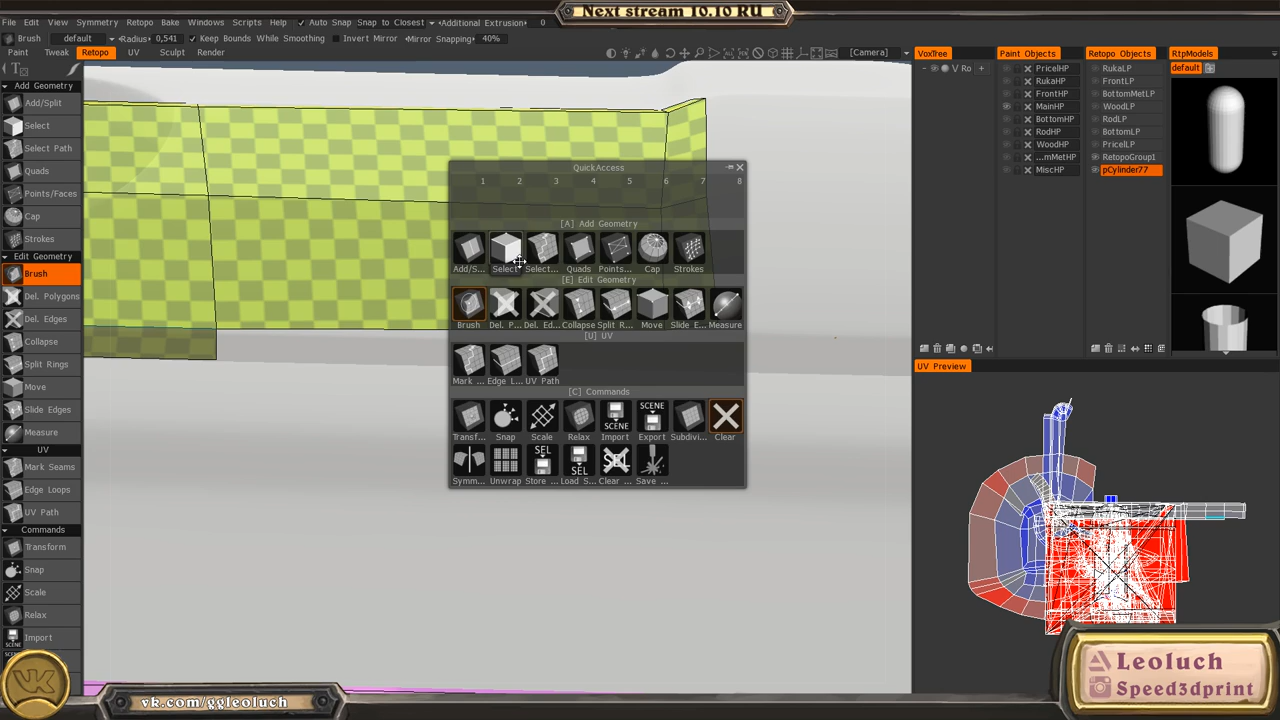 Next stream 10.10 RU
File Edit View Symmetry Retopo Bake Windows Scripts Help Auto Snap Snap to Closest Additional Extrusion 0
Brush default Radius 0,541 Keep Bounds While Smoothing Invert Mirror Mirror Snapping 40%
Paint Tweak Retopo UV Sculpt Render [Camera]
VoxTree
V Ro +
Paint Objects
PricelHP
RukaHP
FrontHP
MainHP
BottomHP
RodHP
WoodHP
...mMetHP
MiscHP
Retopo Objects
RukaLP
FrontLP
BottomMetLP
WoodLP
RodLP
BottomLP
PricelLP
RetopoGroup1
pCylinder77
RtpModels
default
Add Geometry
Add/Split
Select
Select Path
Quads
Points/Faces
Cap
Strokes
Edit Geometry
Brush
Del. Polygons
Del. Edges
Collapse
Split Rings
Move
Slide Edges
Measure
UV
Mark Seams
Edge Loops
UV Path
Commands
Transform
Snap
Scale
Relax
Import
SCENE
QuickAccess
1 2 3 4 5 6 7 8
[A] Add Geometry
Add/S... Select Select... Quads Points... Cap Strokes
[E] Edit Geometry
Brush Del. P... Del. Ed... Collapse Split R... Move Slide E... Measure
[U] UV
Mark ... Edge L... UV Path
[C] Commands
SCENE SCENE
Transf... Snap Scale Relax Import Export Subdivi... Clear
SEL SEL SEL
Symm... Unwrap Store ... Load S... Clear ... Save ...
UV Preview
vk.com/ggleoluch
Leoluch
Speed3dprint